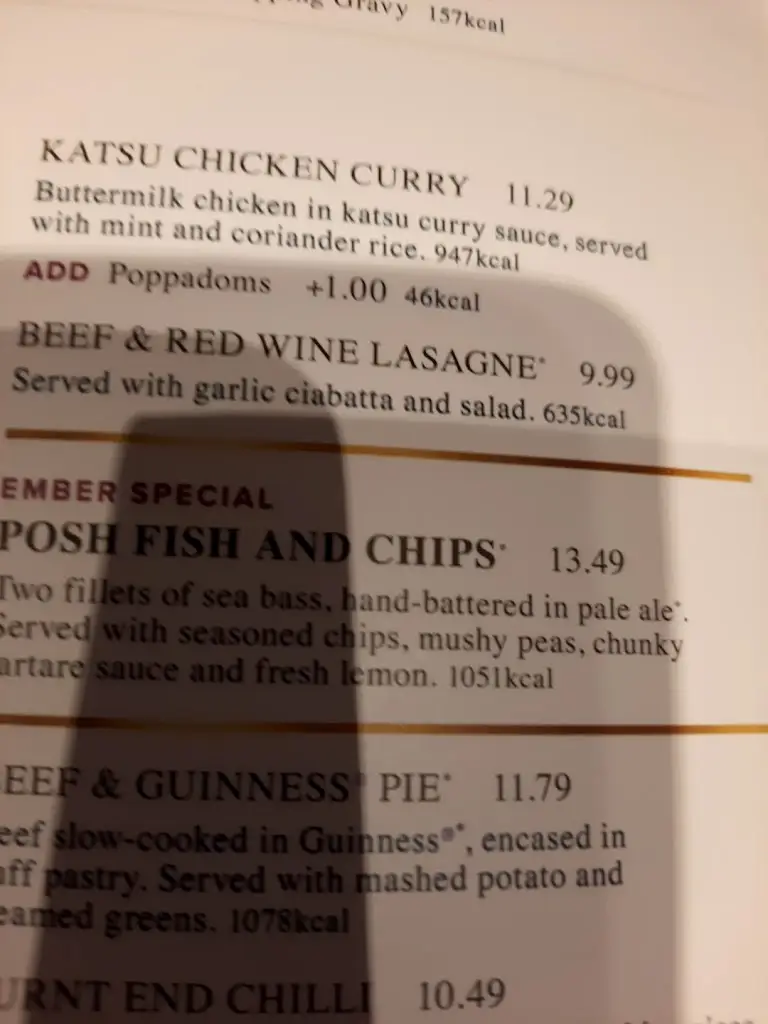 Gravy 157kcal
KATSU CHICKEN CURRY 11.29
Buttermilk chicken in katsu curry sauce, served
with mint and coriander rice. 947kcal
ADD Poppadoms +1.00 46kcal
BEEF & RED WINE LASAGNE* 9.99
Served with garlic ciabatta and salad. 635kcal
EMBER SPECIAL
POSH FISH AND CHIPS* 13.49
Two fillets of sea bass, hand-battered in pale ale*.
Served with seasoned chips, mushy peas, chunky
artare sauce and fresh lemon. 1051kcal
EEF & GUINNESS® PIE* 11.79
eef slow-cooked in Guinness®*, encased in
uff pastry. Served with mashed potato and
eamed greens. 1078kcal
URNT END CHILLI 10.49